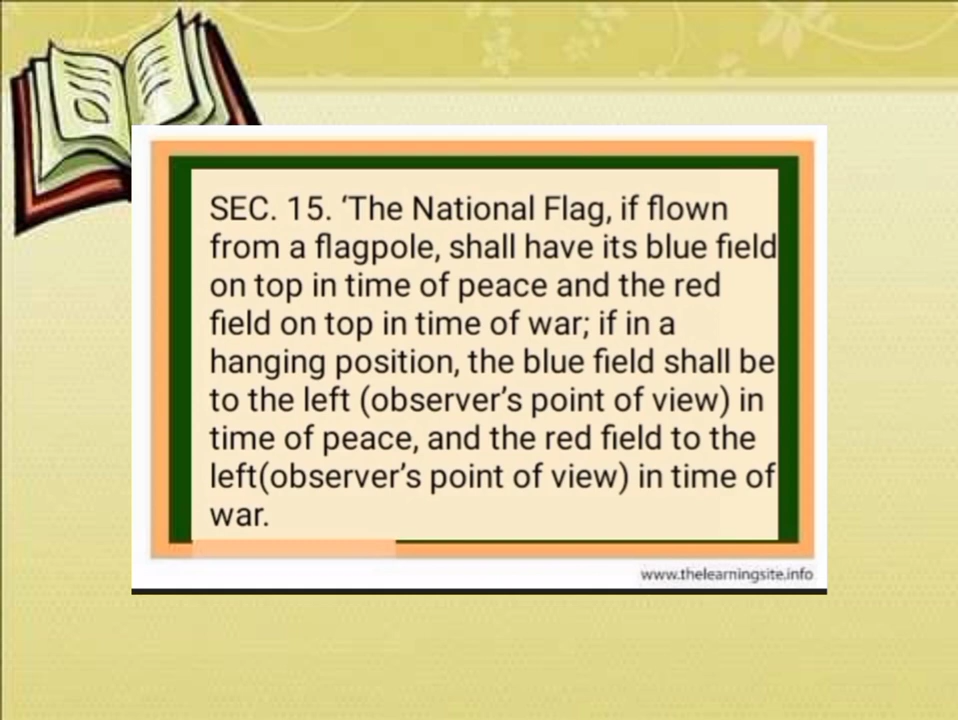 SEC. 15. ‘The National Flag, if flown
from a flagpole, shall have its blue field
on top in time of peace and the red
field on top in time of war; if in a
hanging position, the blue field shall be
to the left (observer’s point of view) in
time of peace, and the red field to the
left(observer’s point of view) in time of
war.
www.thelearningsite.info